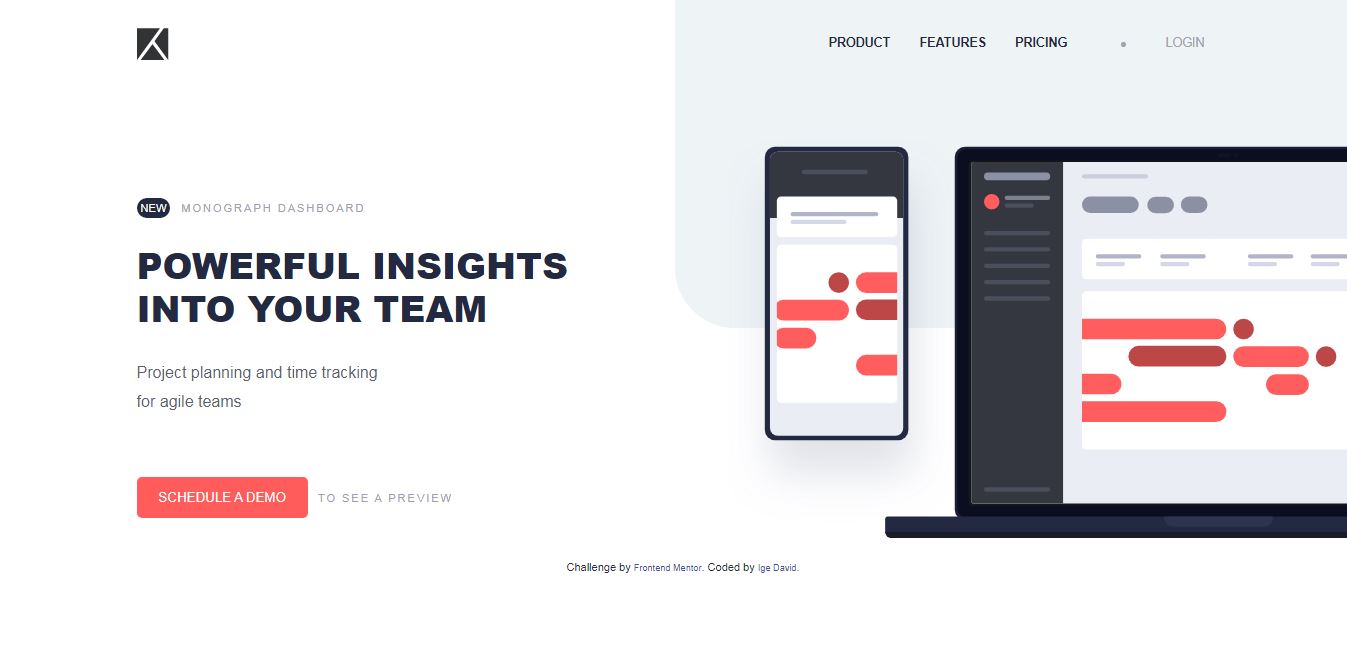 PRODUCT FEATURES PRICING LOGIN
NEW MONOGRAPH DASHBOARD
POWERFUL INSIGHTS
INTO YOUR TEAM
Project planning and time tracking
for agile teams
SCHEDULE A DEMO TO SEE A PREVIEW
Challenge by Frontend Mentor. Coded by Ige David.